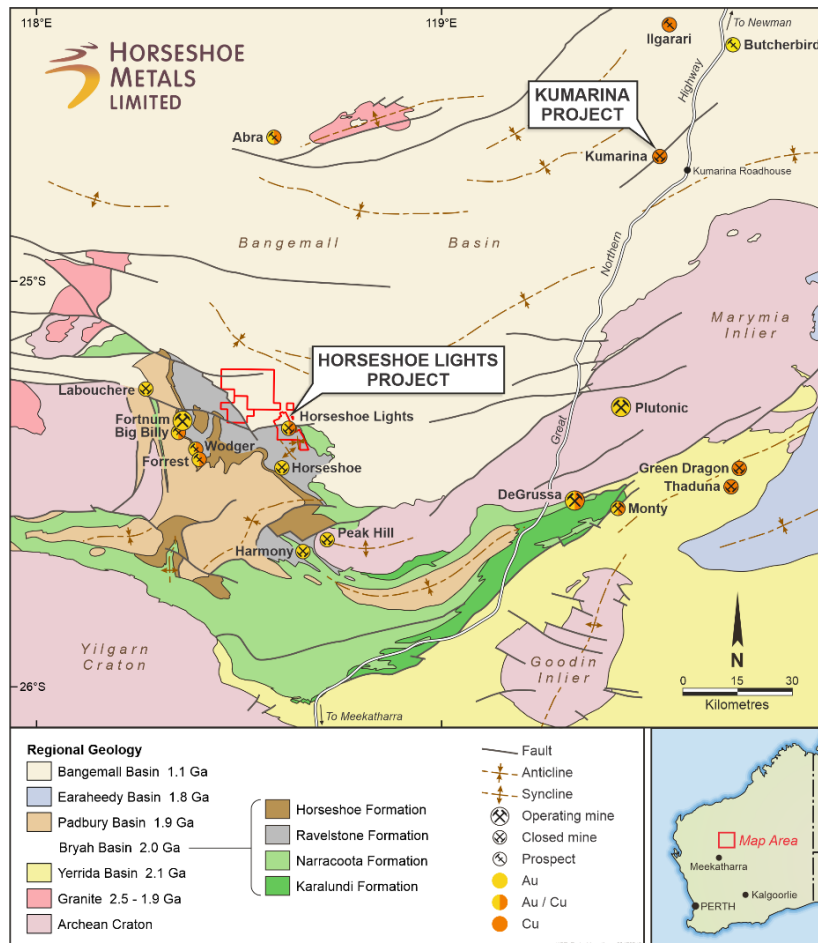 118°E
119°E
HORSESHOE
METALS
LIMITED
Ilgarari
To Newman
Butcherbird
Highway
KUMARINA
PROJECT
Abra
Kumarina
Kumarina Roadhouse
Bangemall Basin
Northern
25°S
Marymia
Inlier
HORSESHOE LIGHTS
PROJECT
Labouchere
Horseshoe Lights
Plutonic
Fortnum
Big Billy
Wodger
Forrest
Horseshoe
Great
Green Dragon
Thaduna
DeGrussa
Monty
Peak Hill
Harmony
Yilgarn
Craton
Goodin
Inlier
N
0 15 30
Kilometres
26°S
To Meekatharra
Regional Geology
Bangemall Basin 1.1 Ga
Earaheedy Basin 1.8 Ga
Padbury Basin 1.9 Ga
Bryah Basin 2.0 Ga
Yerrida Basin 2.1 Ga
Granite 2.5 - 1.9 Ga
Archean Craton
Horseshoe Formation
Ravelstone Formation
Narracoota Formation
Karalundi Formation
Fault
Anticline
Syncline
Operating mine
Closed mine
Prospect
Au
Au / Cu
Cu
Map Area
Meekatharra
Kalgoorlie
PERTH